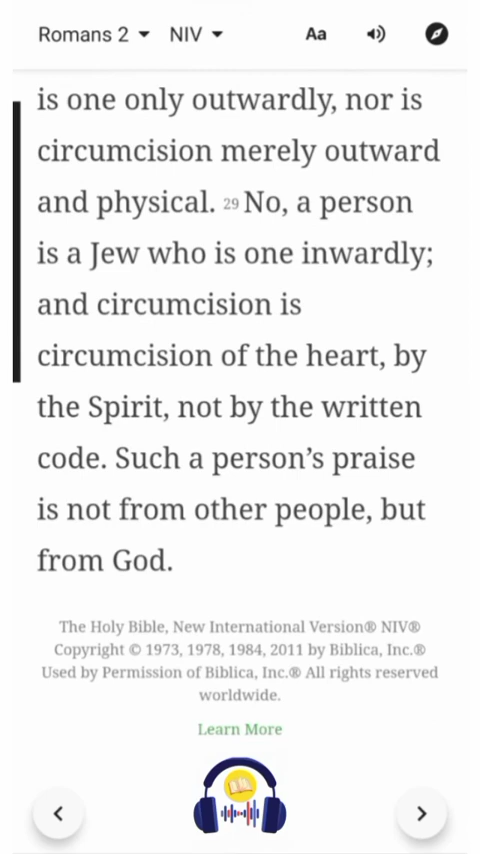 Romans 2 NIV Aa
is one only outwardly, nor is
circumcision merely outward
and physical. 29 No, a person
is a Jew who is one inwardly;
and circumcision is
circumcision of the heart, by
the Spirit, not by the written
code. Such a person’s praise
is not from other people, but
from God.
The Holy Bible, New International Version® NIV®
Copyright © 1973, 1978, 1984, 2011 by Biblica, Inc.®
Used by Permission of Biblica, Inc.® All rights reserved
worldwide.
Learn More